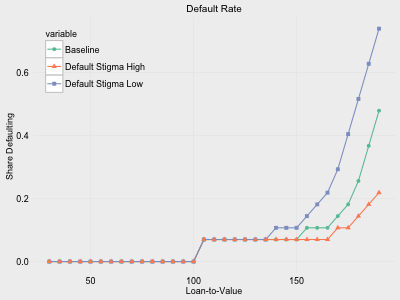 Default Rate
variable
Baseline
Default Stigma High
Default Stigma Low
Share Defaulting
0.6
0.4
0.2
0.0
50
100
150
Loan-to-Value